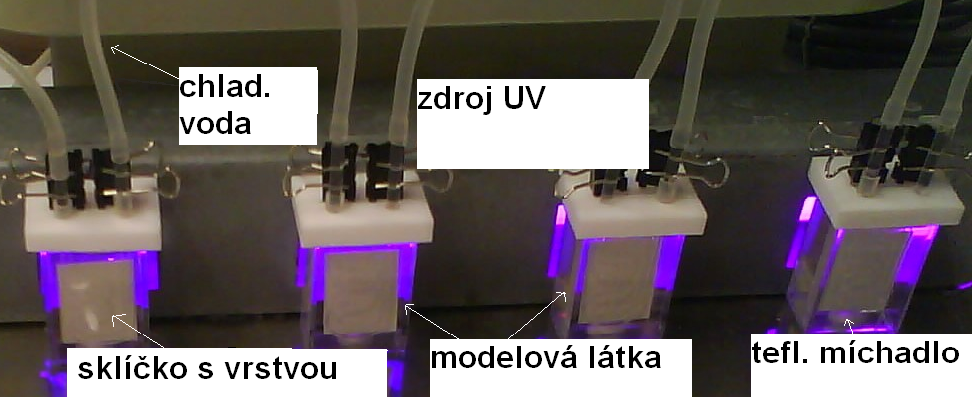 chlad.
voda
zdroj UV
sklíčko s vrstvou
modelová látka
tefl. míchadlo